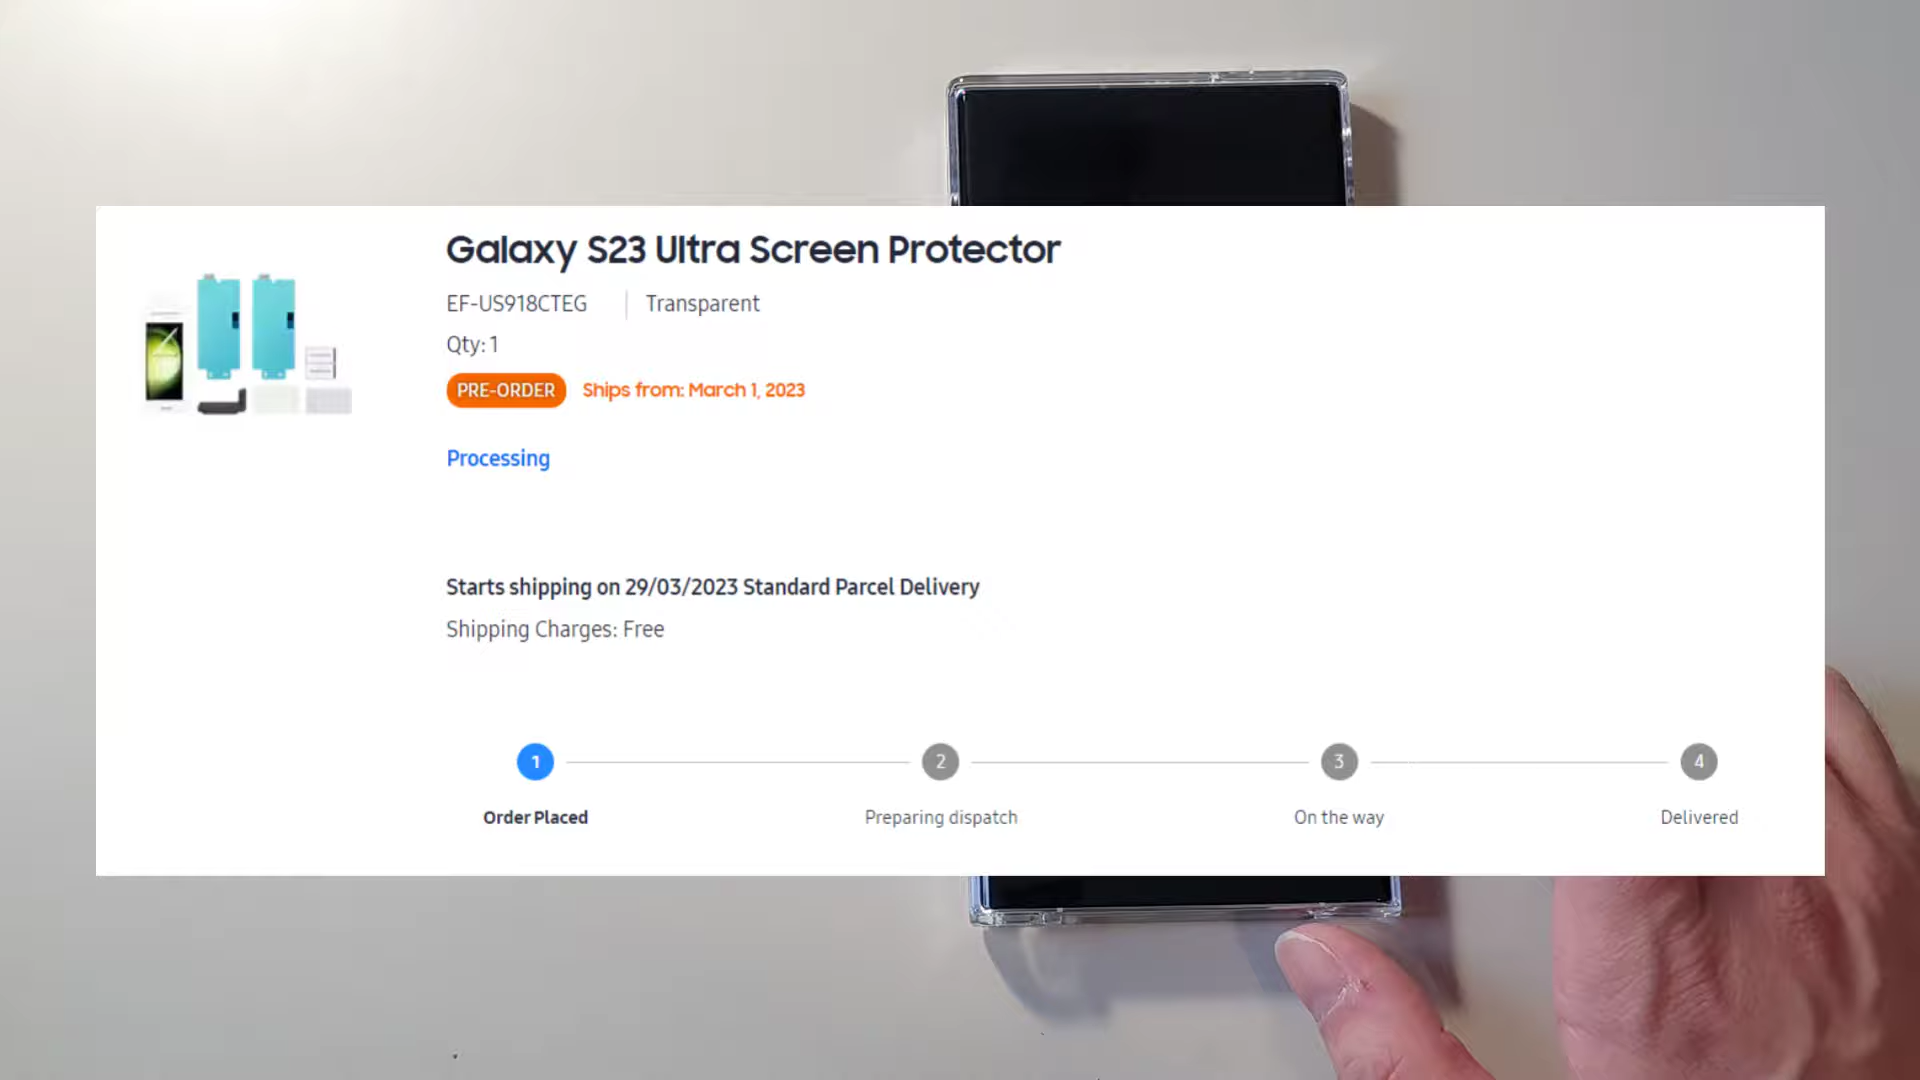 Galaxy S23 Ultra Screen Protector
EF-US918CTEG
Transparent
Qty: 1
PRE-ORDER
Ships from: March 1, 2023
Processing
Starts shipping on 29/03/2023 Standard Parcel Delivery
Shipping Charges: Free
1
2
3
4
Order Placed
Preparing dispatch
On the way
Delivered